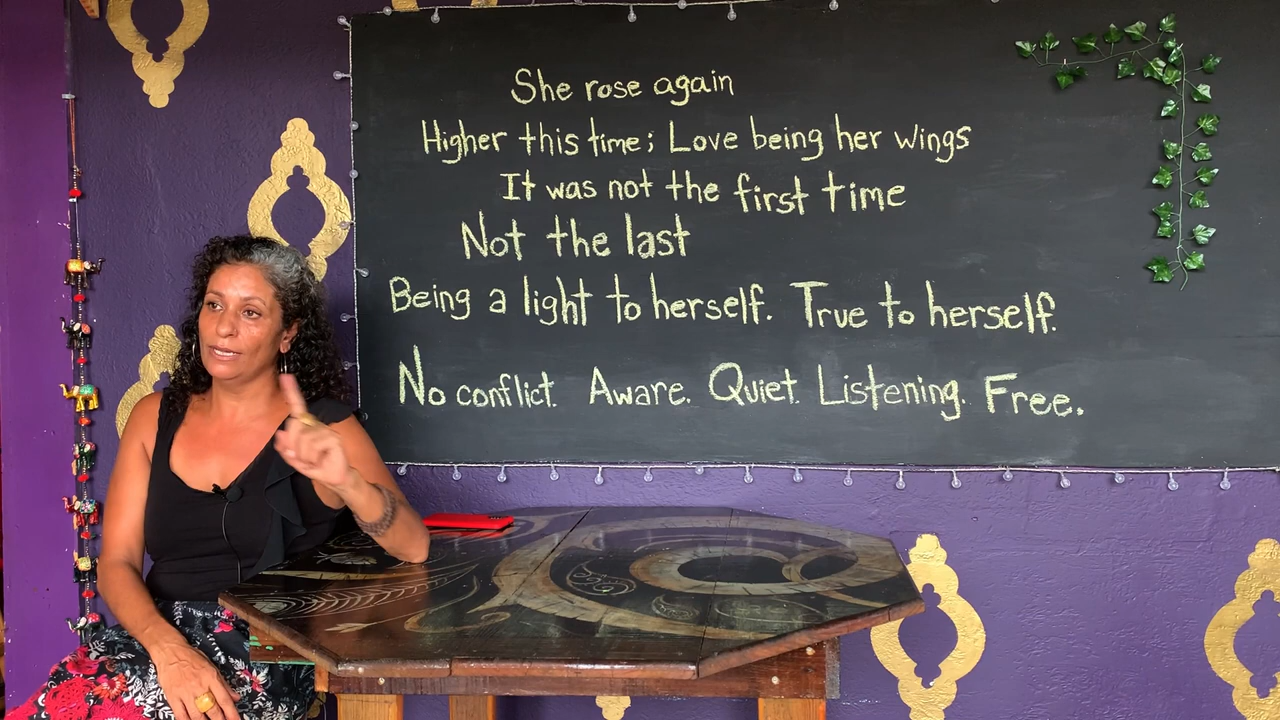 She rose again
Higher this time; Love being her wings
It was not the first time
Not the last
Being a light to herself. True to herself.
No conflict. Aware. Quiet. Listening. Free.